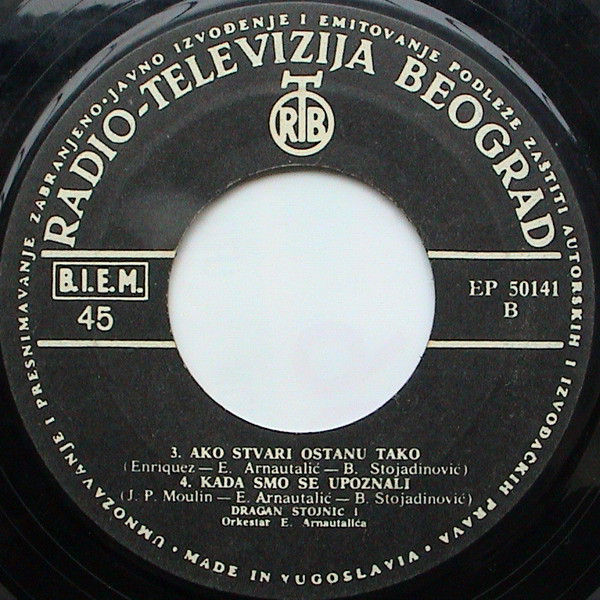 UMNOŽAVANJE I PRESNIMAVANJE ZABRANJENO · JAVNO IZVOĐENJE I EMITOVANJE PODLEŽE ZAŠTITI AUTORSKIH I IZVOĐAČKIH PRAVA ·
RADIO-TELEVIZIJA BEOGRAD
RTB
B.I.E.M.
45
EP 50141
B
3. AKO STVARI OSTANU TAKO
(Enriquez — E. Arnautalić — B. Stojadinović)
4. KADA SMO SE UPOZNALI
(J. P. Moulin — E. Arnautalić — B. Stojadinović)
DRAGAN STOJNIC I
Orkestar E. Arnautalića
· MADE IN YUGOSLAVIA ·